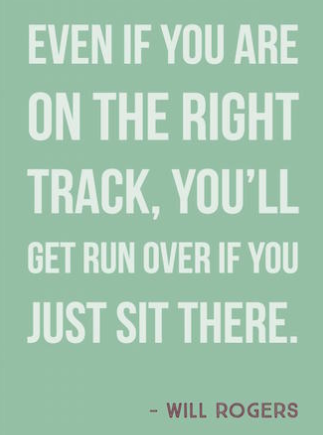 EVEN IF YOU ARE
ON THE RIGHT
TRACK, YOU’LL
GET RUN OVER IF YOU
JUST SIT THERE.
- WILL ROGERS